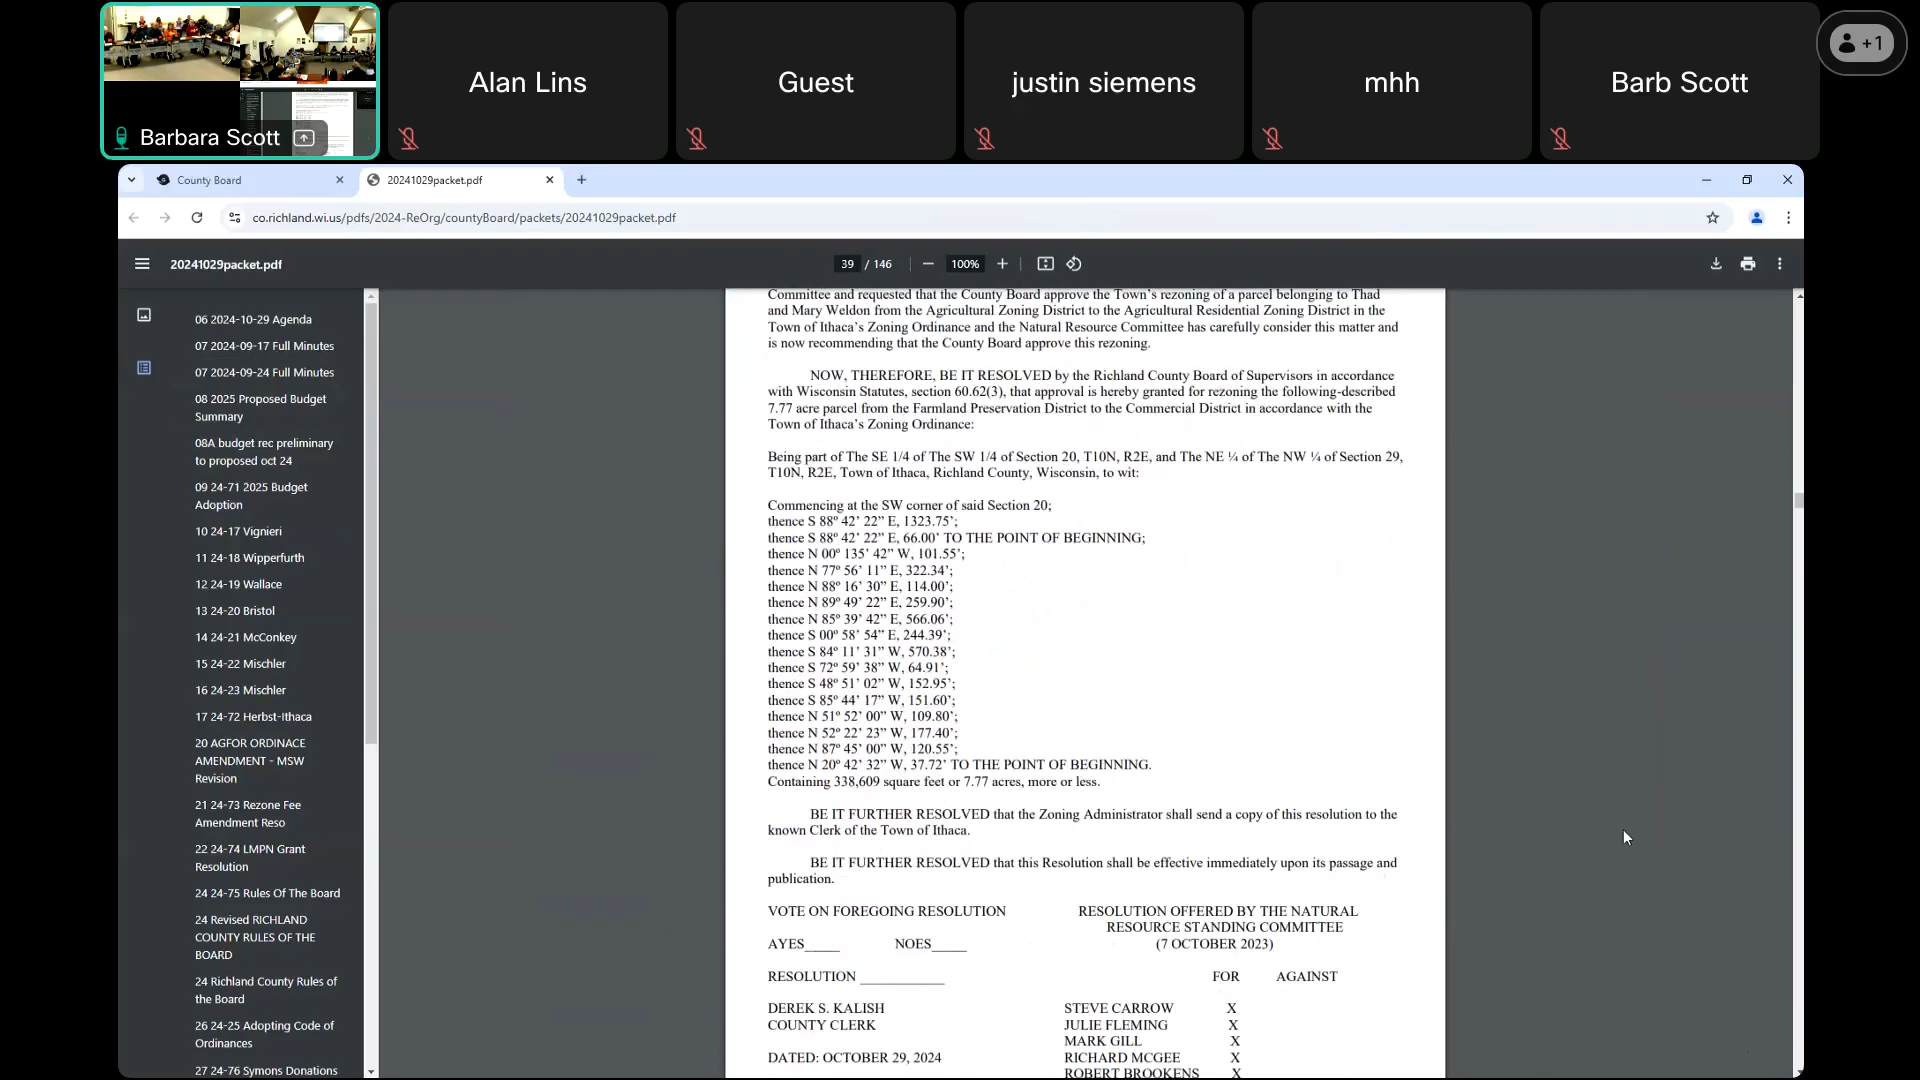 Barbara Scott
Alan Lins
Guest
justin siemens
mhh
Barb Scott
+1
County Board
20241029packet.pdf
co.richland.wi.us/pdfs/2024-ReOrg/countyBoard/packets/20241029packet.pdf
20241029packet.pdf
39 / 146
100%
06 2024-10-29 Agenda
07 2024-09-17 Full Minutes
07 2024-09-24 Full Minutes
08 2025 Proposed Budget
Summary
08A budget rec preliminary
to proposed oct 24
09 24-71 2025 Budget
Adoption
10 24-17 Vignieri
11 24-18 Wipperfurth
12 24-19 Wallace
13 24-20 Bristol
14 24-21 McConkey
15 24-22 Mischler
16 24-23 Mischler
17 24-72 Herbst-Ithaca
20 AGFOR ORDINACE
AMENDMENT - MSW
Revision
21 24-73 Rezone Fee
Amendment Reso
22 24-74 LMPN Grant
Resolution
24 24-75 Rules Of The Board
24 Revised RICHLAND
COUNTY RULES OF THE
BOARD
24 Richland County Rules of
the Board
26 24-25 Adopting Code of
Ordinances
27 24-76 Symons Donations
Committee and requested that the County Board approve the Town's rezoning of a parcel belonging to Thad
and Mary Weldon from the Agricultural Zoning District to the Agricultural Residential Zoning District in the
Town of Ithaca's Zoning Ordinance and the Natural Resource Committee has carefully consider this matter and
is now recommending that the County Board approve this rezoning.
NOW, THEREFORE, BE IT RESOLVED by the Richland County Board of Supervisors in accordance
with Wisconsin Statutes, section 60.62(3), that approval is hereby granted for rezoning the following-described
7.77 acre parcel from the Farmland Preservation District to the Commercial District in accordance with the
Town of Ithaca's Zoning Ordinance:
Being part of The SE 1/4 of The SW 1/4 of Section 20, T10N, R2E, and The NE ¼ of The NW ¼ of Section 29,
T10N, R2E, Town of Ithaca, Richland County, Wisconsin, to wit:
Commencing at the SW corner of said Section 20;
thence S 88º 42' 22" E, 1323.75';
thence S 88º 42' 22" E, 66.00' TO THE POINT OF BEGINNING;
thence N 00º 135' 42" W, 101.55';
thence N 77º 56' 11" E, 322.34';
thence N 88º 16' 30" E, 114.00';
thence N 89º 49' 22" E, 259.90';
thence N 85º 39' 42" E, 566.06';
thence S 00º 58' 54" E, 244.39';
thence S 84º 11' 31" W, 570.38';
thence S 72º 59' 38" W, 64.91';
thence S 48º 51' 02" W, 152.95';
thence S 85º 44' 17" W, 151.60';
thence N 51º 52' 00" W, 109.80';
thence N 52º 22' 23" W, 177.40';
thence N 87º 45' 00" W, 120.55';
thence N 20º 42' 32" W, 37.72' TO THE POINT OF BEGINNING.
Containing 338,609 square feet or 7.77 acres, more or less.
BE IT FURTHER RESOLVED that the Zoning Administrator shall send a copy of this resolution to the
known Clerk of the Town of Ithaca.
BE IT FURTHER RESOLVED that this Resolution shall be effective immediately upon its passage and
publication.
VOTE ON FOREGOING RESOLUTION RESOLUTION OFFERED BY THE NATURAL
RESOURCE STANDING COMMITTEE
AYES_____ NOES_____ (7 OCTOBER 2023)
RESOLUTION ____________ FOR AGAINST
DEREK S. KALISH STEVE CARROW X
COUNTY CLERK JULIE FLEMING X
MARK GILL X
DATED: OCTOBER 29, 2024 RICHARD MCGEE X
ROBERT BROOKENS X